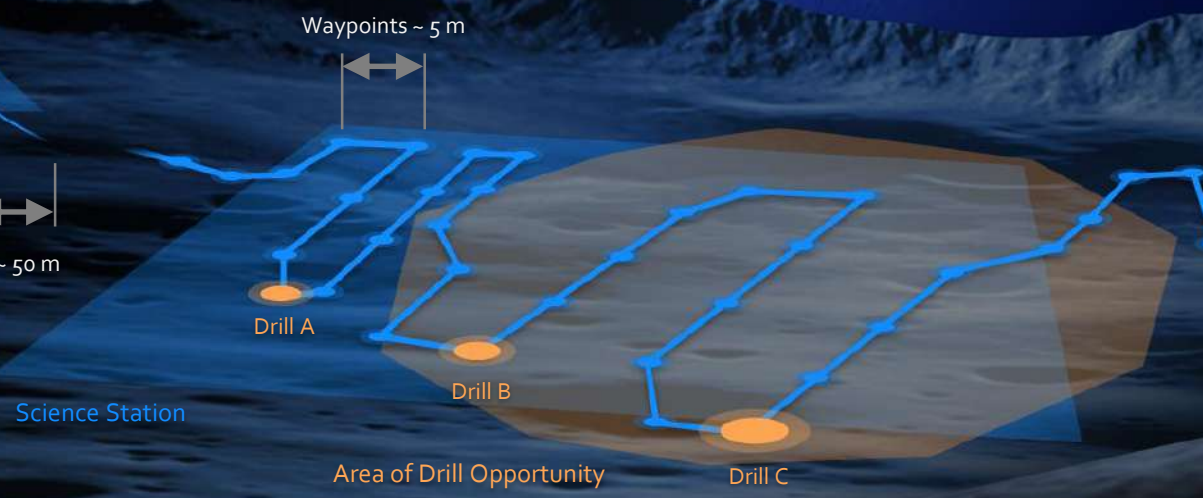 Waypoints ~ 5 m
~ 50 m
Drill A
Drill B
Science Station
Area of Drill Opportunity
Drill C